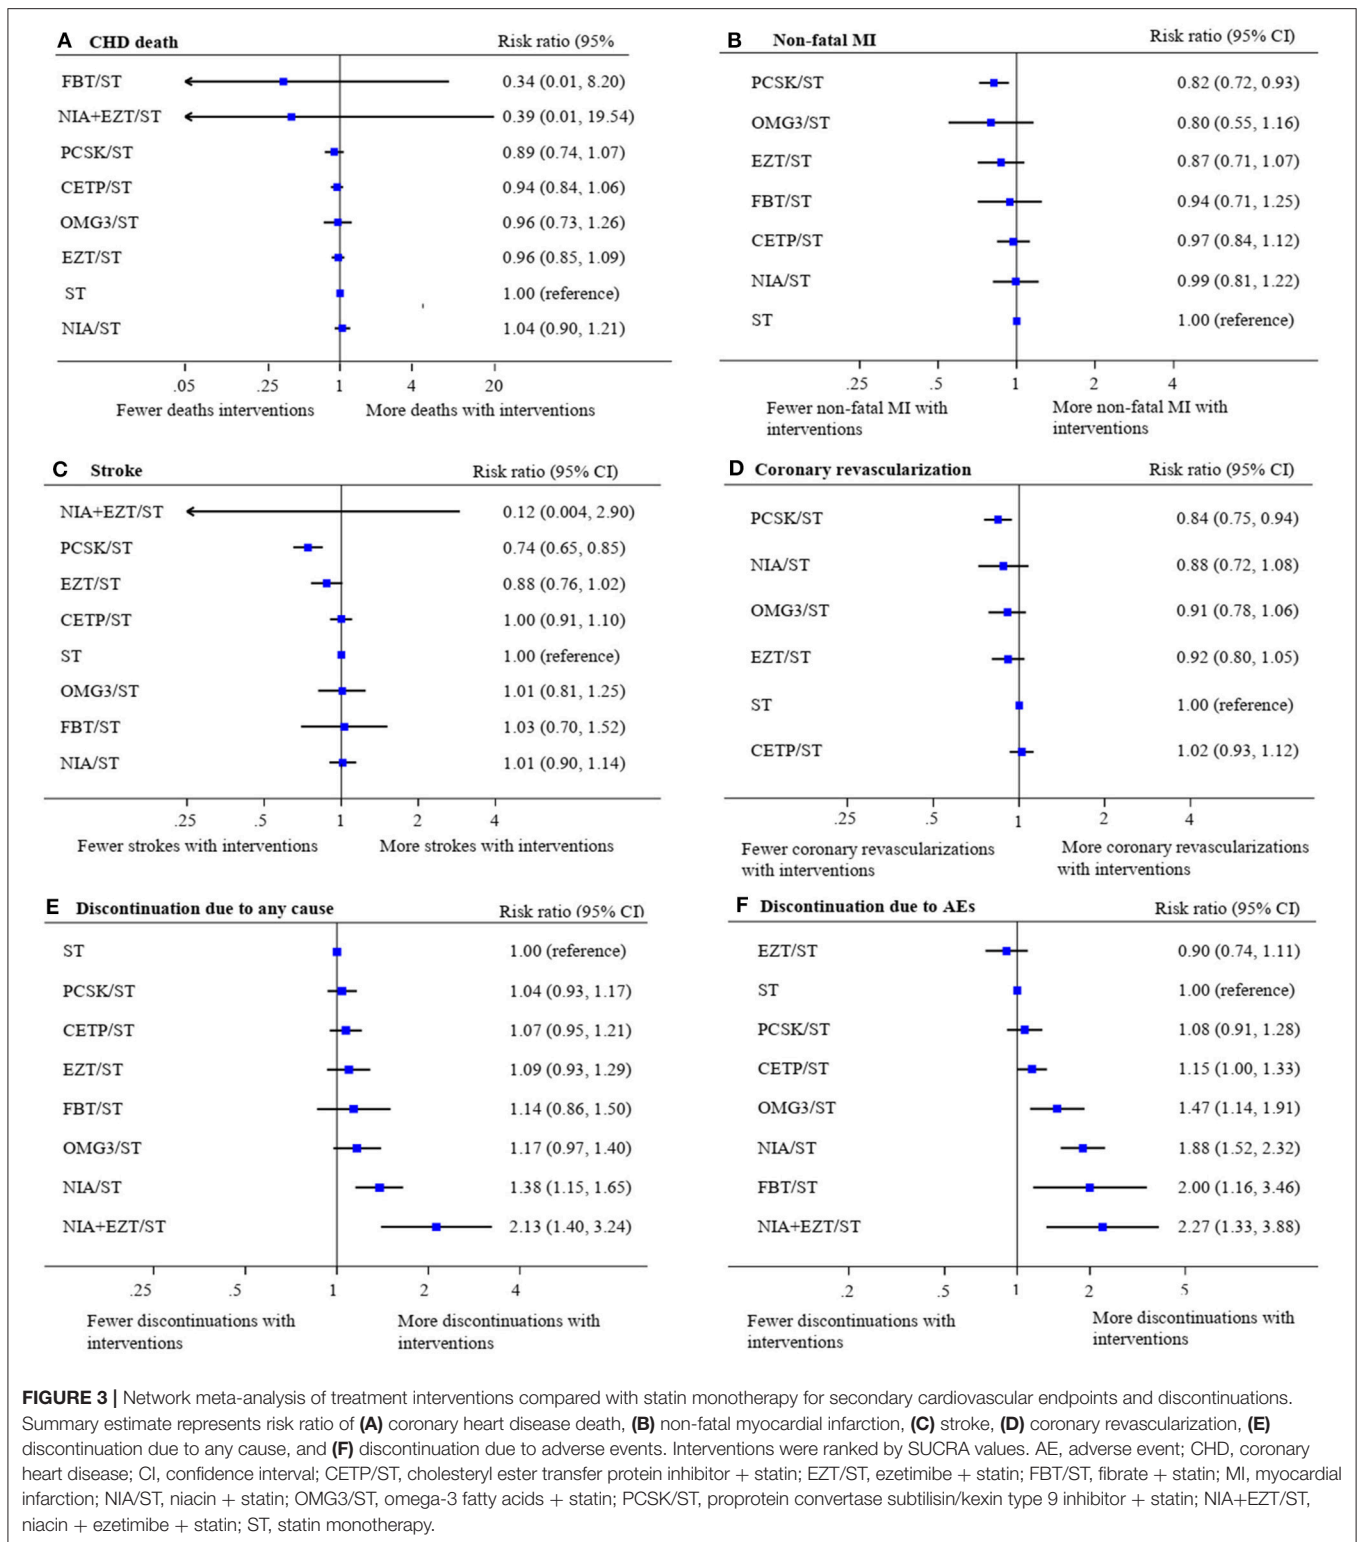 A CHD death Risk ratio (95%
FBT/ST 0.34 (0.01, 8.20)
NIA+EZT/ST 0.39 (0.01, 19.54)
PCSK/ST 0.89 (0.74, 1.07)
CETP/ST 0.94 (0.84, 1.06)
OMG3/ST 0.96 (0.73, 1.26)
EZT/ST 0.96 (0.85, 1.09)
ST 1.00 (reference)
NIA/ST 1.04 (0.90, 1.21)
.05 .25 1 4 20
Fewer deaths interventions More deaths with interventions
B Non-fatal MI Risk ratio (95% CI)
PCSK/ST 0.82 (0.72, 0.93)
OMG3/ST 0.80 (0.55, 1.16)
EZT/ST 0.87 (0.71, 1.07)
FBT/ST 0.94 (0.71, 1.25)
CETP/ST 0.97 (0.84, 1.12)
NIA/ST 0.99 (0.81, 1.22)
ST 1.00 (reference)
.25 .5 1 2 4
Fewer non-fatal MI with More non-fatal MI with
interventions interventions
C Stroke Risk ratio (95% CI)
NIA+EZT/ST 0.12 (0.004, 2.90)
PCSK/ST 0.74 (0.65, 0.85)
EZT/ST 0.88 (0.76, 1.02)
CETP/ST 1.00 (0.91, 1.10)
ST 1.00 (reference)
OMG3/ST 1.01 (0.81, 1.25)
FBT/ST 1.03 (0.70, 1.52)
NIA/ST 1.01 (0.90, 1.14)
.25 .5 1 2 4
Fewer strokes with interventions More strokes with interventions
D Coronary revascularization Risk ratio (95% CI)
PCSK/ST 0.84 (0.75, 0.94)
NIA/ST 0.88 (0.72, 1.08)
OMG3/ST 0.91 (0.78, 1.06)
EZT/ST 0.92 (0.80, 1.05)
ST 1.00 (reference)
CETP/ST 1.02 (0.93, 1.12)
.25 .5 1 2 4
Fewer coronary revascularizations More coronary revascularizations
with interventions with interventions
E Discontinuation due to any cause Risk ratio (95% CI)
ST 1.00 (reference)
PCSK/ST 1.04 (0.93, 1.17)
CETP/ST 1.07 (0.95, 1.21)
EZT/ST 1.09 (0.93, 1.29)
FBT/ST 1.14 (0.86, 1.50)
OMG3/ST 1.17 (0.97, 1.40)
NIA/ST 1.38 (1.15, 1.65)
NIA+EZT/ST 2.13 (1.40, 3.24)
.25 .5 1 2 4
Fewer discontinuations with More discontinuations with
interventions interventions
F Discontinuation due to AEs Risk ratio (95% CI)
EZT/ST 0.90 (0.74, 1.11)
ST 1.00 (reference)
PCSK/ST 1.08 (0.91, 1.28)
CETP/ST 1.15 (1.00, 1.33)
OMG3/ST 1.47 (1.14, 1.91)
NIA/ST 1.88 (1.52, 2.32)
FBT/ST 2.00 (1.16, 3.46)
NIA+EZT/ST 2.27 (1.33, 3.88)
.2 .5 1 2 5
Fewer discontinuations with More discontinuations with
interventions interventions
FIGURE 3 | Network meta-analysis of treatment interventions compared with statin monotherapy for secondary cardiovascular endpoints and discontinuations.
Summary estimate represents risk ratio of (A) coronary heart disease death, (B) non-fatal myocardial infarction, (C) stroke, (D) coronary revascularization, (E)
discontinuation due to any cause, and (F) discontinuation due to adverse events. Interventions were ranked by SUCRA values. AE, adverse event; CHD, coronary
heart disease; CI, confidence interval; CETP/ST, cholesteryl ester transfer protein inhibitor + statin; EZT/ST, ezetimibe + statin; FBT/ST, fibrate + statin; MI, myocardial
infarction; NIA/ST, niacin + statin; OMG3/ST, omega-3 fatty acids + statin; PCSK/ST, proprotein convertase subtilisin/kexin type 9 inhibitor + statin; NIA+EZT/ST,
niacin + ezetimibe + statin; ST, statin monotherapy.